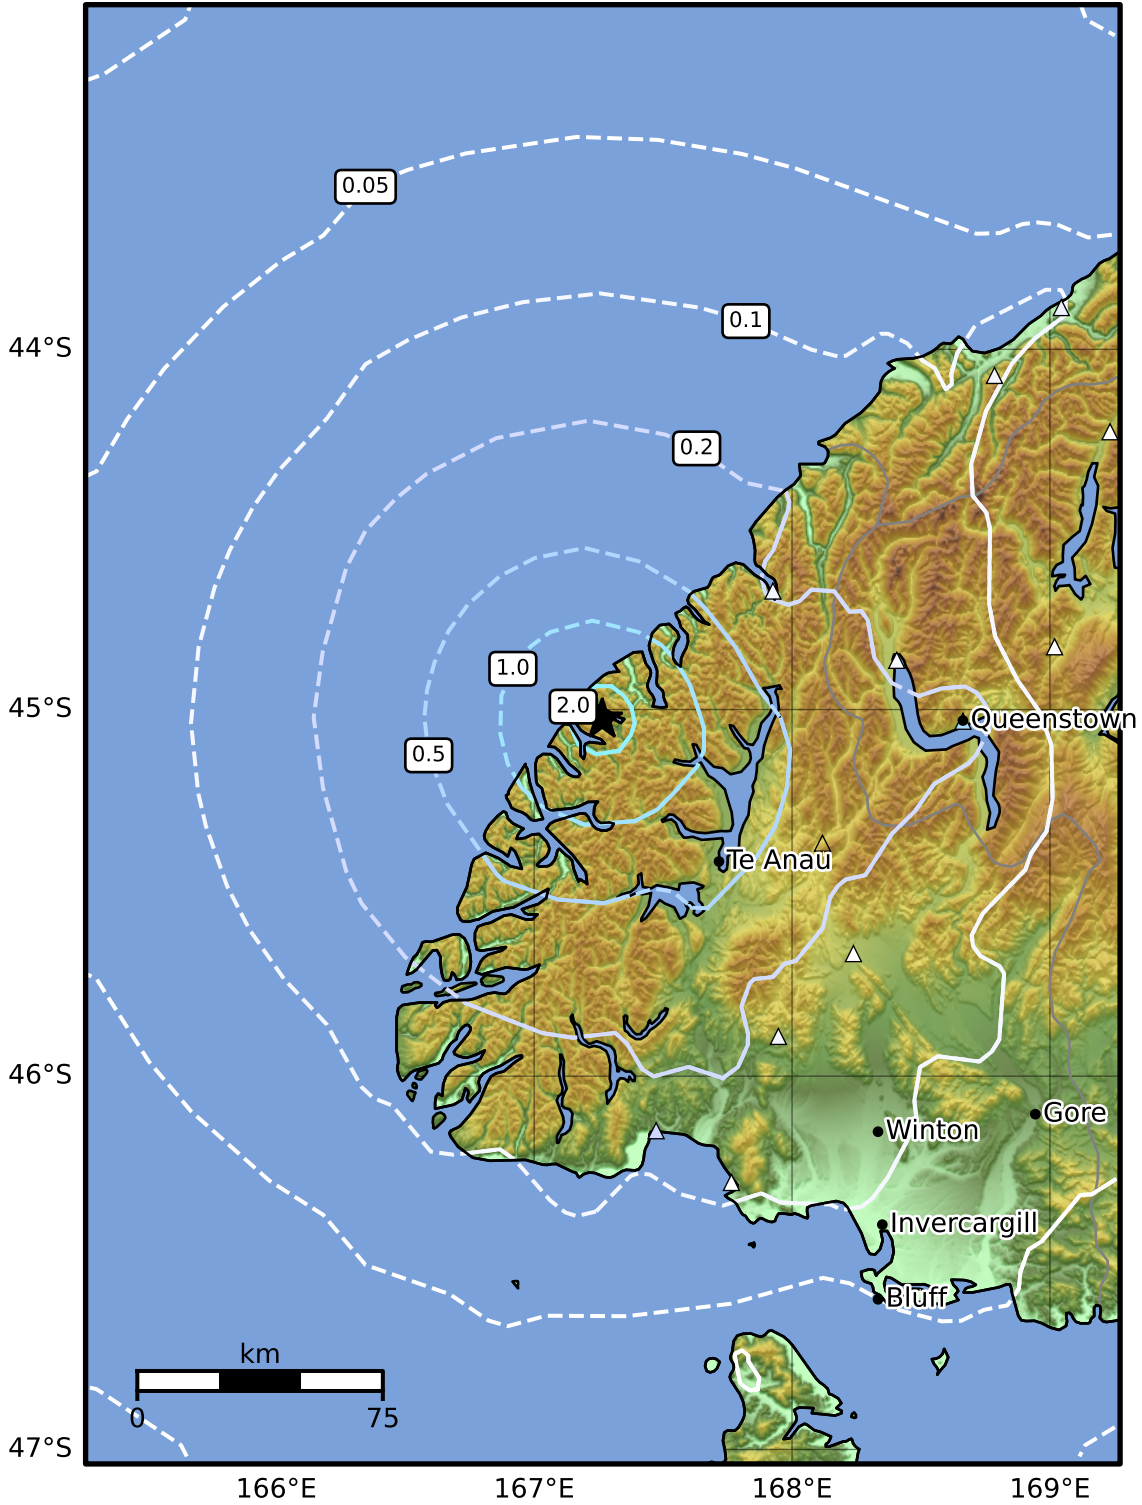 0.05
0.1
44°S
0.2
1.0
2.0
45°S
Queenstown
0.5
Te Anau
46°S
Gore
Winton
Invercargill
Bluff
km
0 75
47°S
166°E 167°E 168°E 169°E